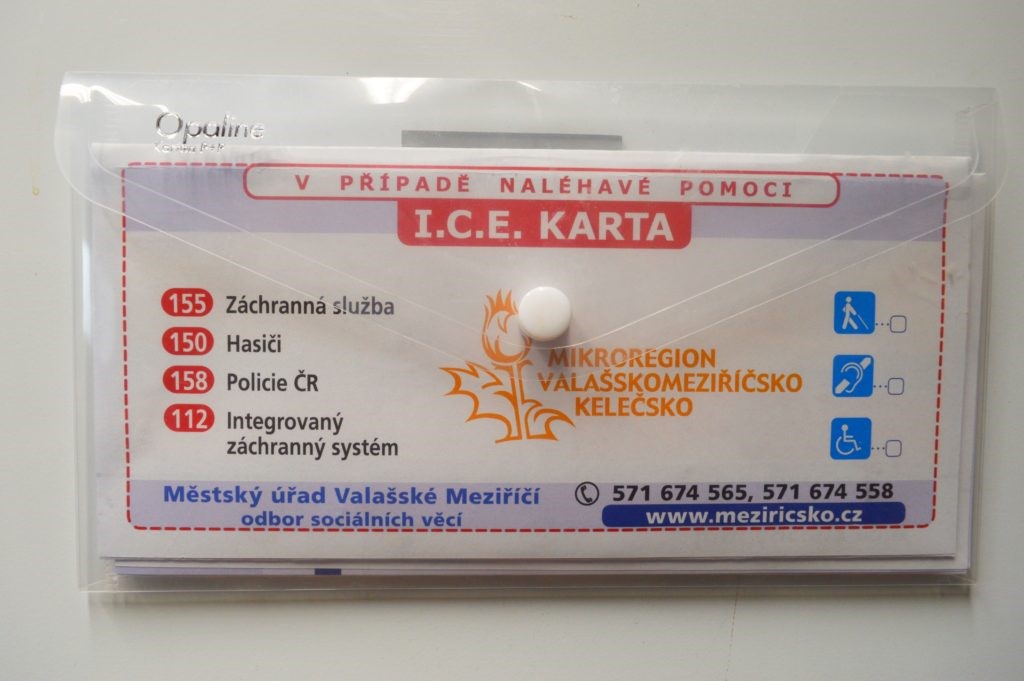 Opaline
V PŘÍPADĚ NALÉHAVÉ POMOCI
I.C.E. KARTA
155 Záchranná služba
150 Hasiči
158 Policie ČR
112 Integrovaný
záchranný systém
MIKROREGION
VALAŠSKOMEZIŘÍČSKO
KELEČSKO
Městský úřad Valašské Meziříčí
odbor sociálních věcí
571 674 565, 571 674 558
www.meziricsko.cz